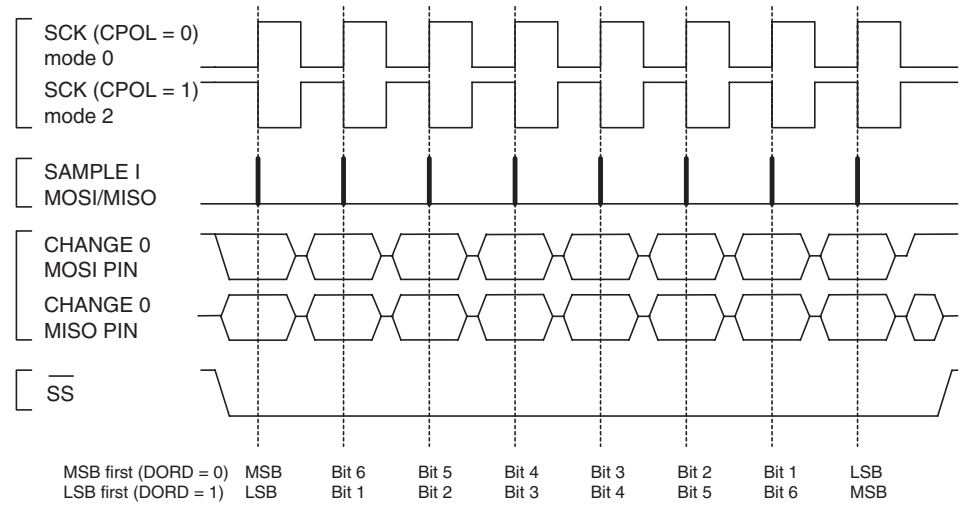 SCK (CPOL = 0)
mode 0
SCK (CPOL = 1)
mode 2
SAMPLE I
MOSI/MISO
CHANGE 0
MOSI PIN
CHANGE 0
MISO PIN
SS
MSB first (DORD = 0) MSB Bit 6 Bit 5 Bit 4 Bit 3 Bit 2 Bit 1 LSB
LSB first (DORD = 1) LSB Bit 1 Bit 2 Bit 3 Bit 4 Bit 5 Bit 6 MSB